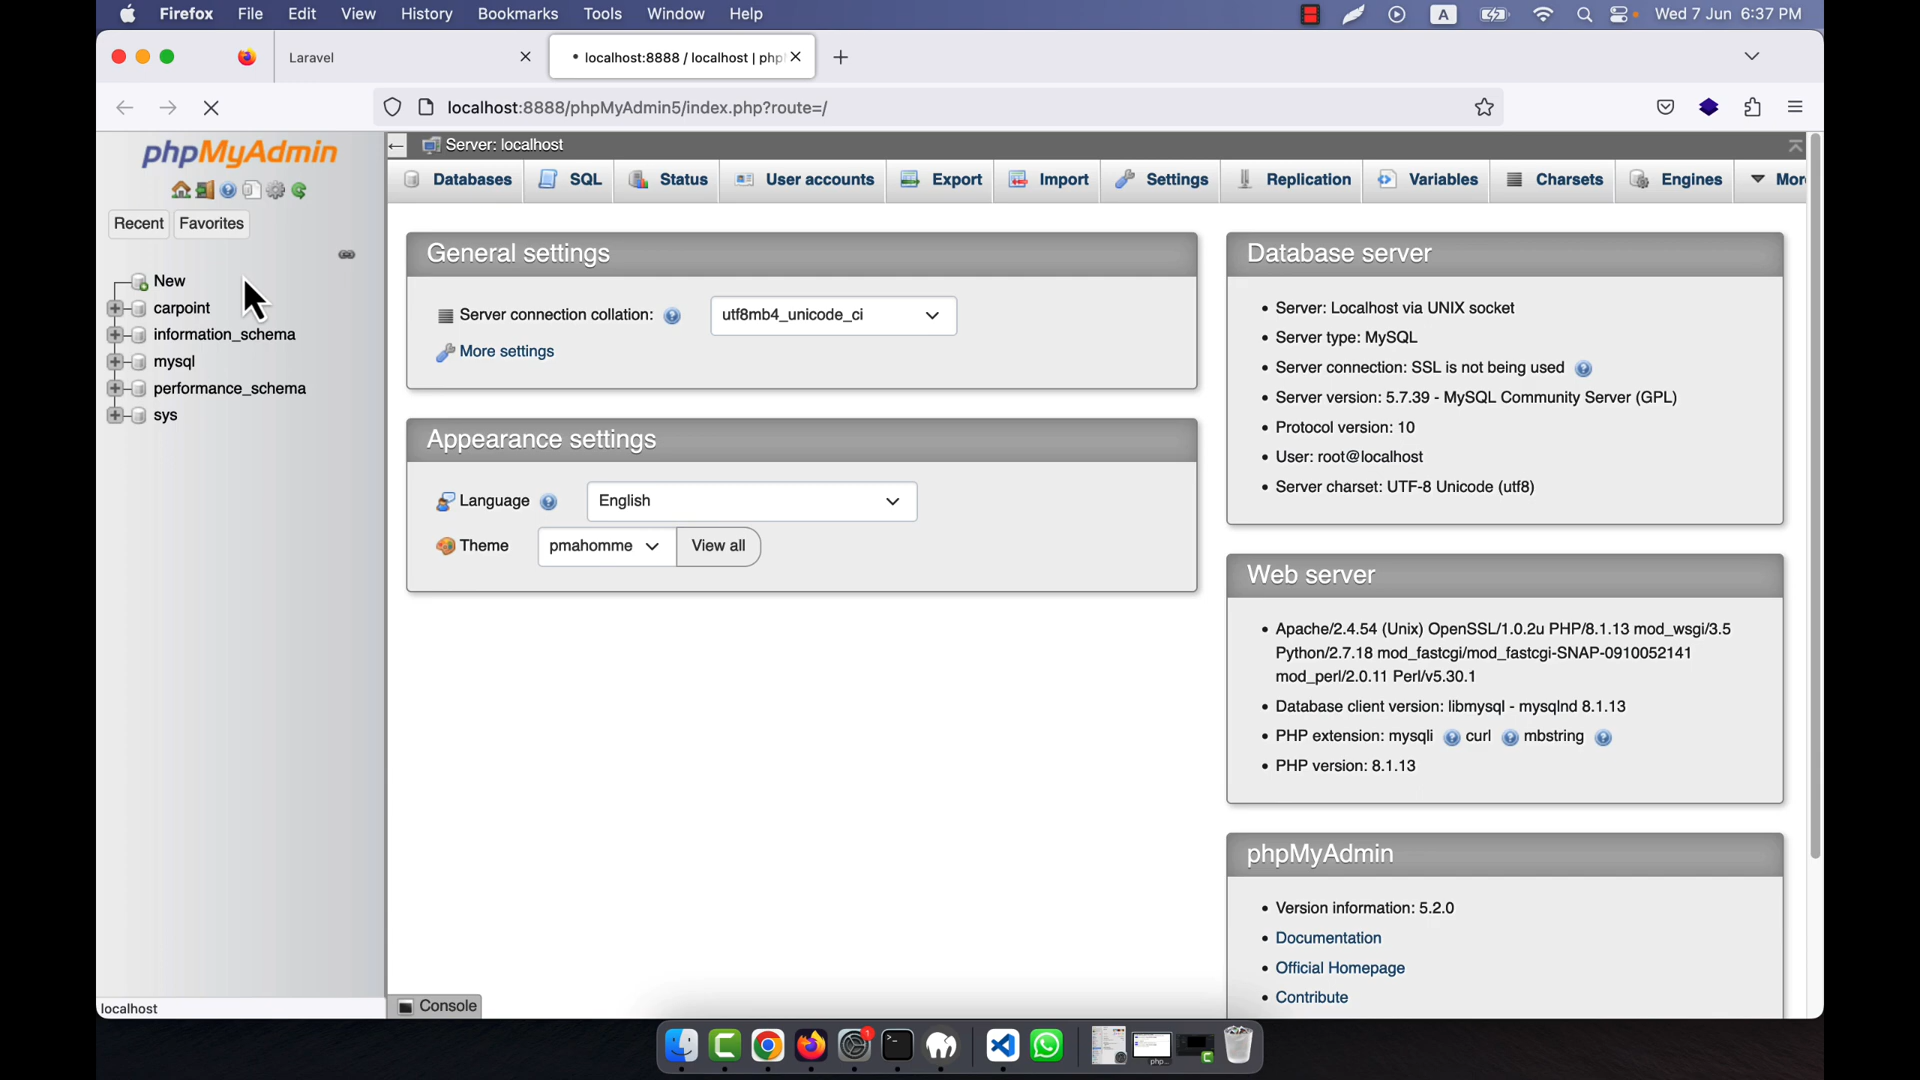 Firefox File Edit View History Bookmarks Tools Window Help A Wed 7 Jun 6:37 PM
Laravel localhost:8888 / localhost | php
localhost:8888/phpMyAdmin5/index.php?route=/
phpMyAdmin
Recent Favorites
New
carpoint
information_schema
mysql
performance_schema
sys
localhost
Server: localhost
Databases SQL Status User accounts Export Import Settings Replication Variables Charsets Engines More
General settings
Server connection collation: utf8mb4_unicode_ci
More settings
Appearance settings
Language English
Theme pmahomme View all
Database server
Server: Localhost via UNIX socket
Server type: MySQL
Server connection: SSL is not being used
Server version: 5.7.39 - MySQL Community Server (GPL)
Protocol version: 10
User: root@localhost
Server charset: UTF-8 Unicode (utf8)
Web server
Apache/2.4.54 (Unix) OpenSSL/1.0.2u PHP/8.1.13 mod_wsgi/3.5
Python/2.7.18 mod_fastcgi/mod_fastcgi-SNAP-0910052141
mod_perl/2.0.11 Perl/v5.30.1
Database client version: libmysql - mysqlnd 8.1.13
PHP extension: mysqli curl mbstring
PHP version: 8.1.13
phpMyAdmin
Version information: 5.2.0
Documentation
Official Homepage
Contribute
Console
1
php...